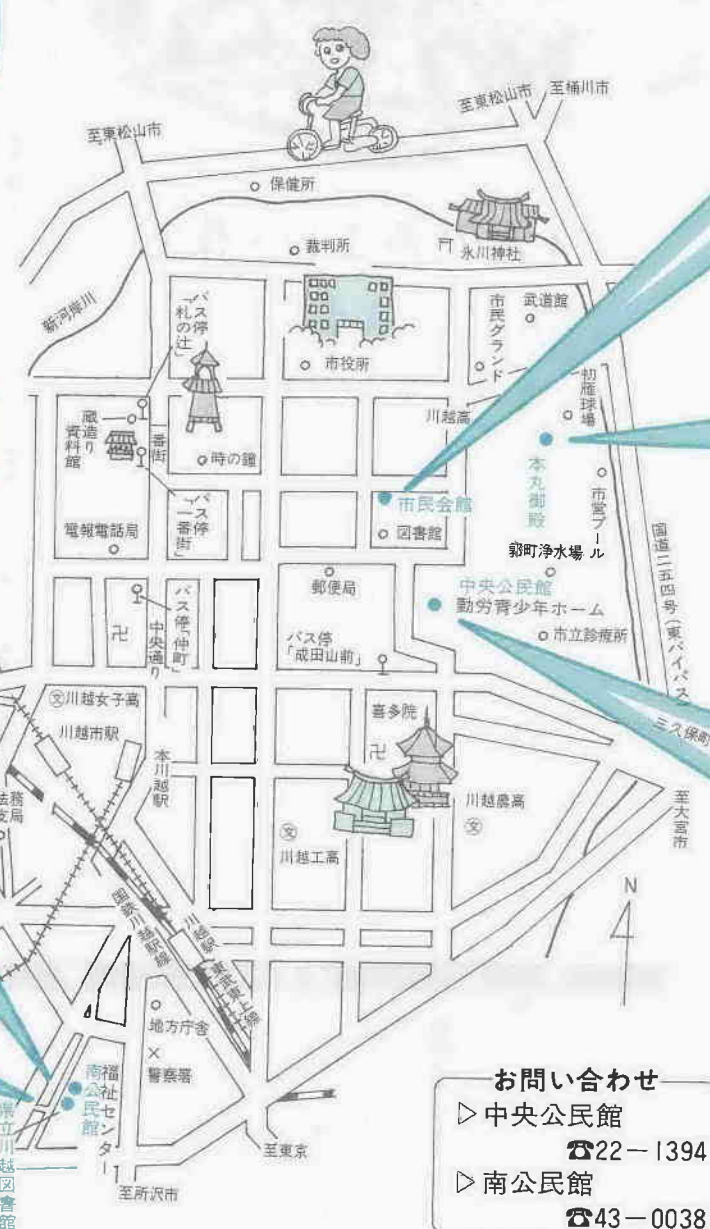 至東松山市
至東松山市
至桶川市
保健所
裁判所
氷川神社
新河岸川
バス停
「札の辻」
市役所
市民グランド
武道館
初雁球場
川越高
蔵造り
資料館
一番街
時の鐘
バス停
「一番街」
本丸御殿
市営プール
市民会館
図書館
電報電話局
郭町浄水場
国道二五四号(東バイパス)
郵便局
中央公民館
勤労青少年ホーム
市立診療所
卍
バス停「仲町」
中央通り
バス停
「成田山前」
三久保町
文川越女子高
川越市駅
本川越駅
喜多院
卍
川越農高
文
至大宮市
法務
支局
文
川越工高
N
国鉄川越駅線
川越駅
東武東上線
地方庁舎
警察署
南公民館
福祉センター
県立川越図書館
至東京
至所沢市
お問い合わせ
▷中央公民館
☎22-1394
▷南公民館
☎43-0038